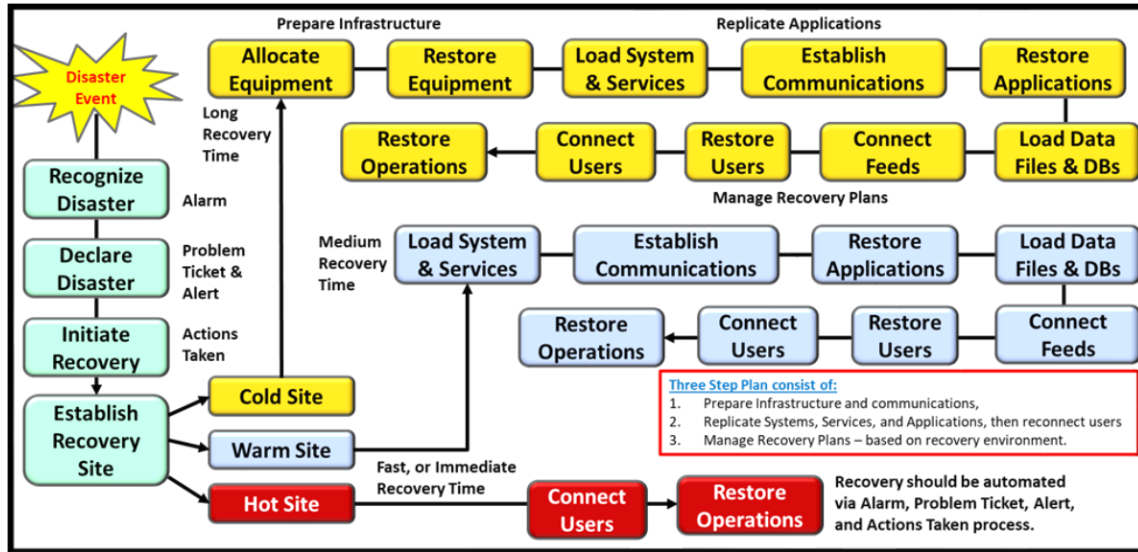 Prepare Infrastructure
Replicate Applications
Disaster
Event
Allocate
Equipment
Restore
Equipment
Load System
& Services
Establish
Communications
Restore
Applications
Long
Recovery
Time
Restore
Operations
Connect
Users
Restore
Users
Connect
Feeds
Load Data
Files & DBs
Manage Recovery Plans
Recognize
Disaster
Alarm
Declare
Disaster
Problem
Ticket &
Alert
Initiate
Recovery
Actions
Taken
Establish
Recovery
Site
Medium
Recovery
Time
Load System
& Services
Establish
Communications
Restore
Applications
Load Data
Files & DBs
Restore
Operations
Connect
Users
Restore
Users
Connect
Feeds
Cold Site
Warm Site
Hot Site
Three Step Plan consist of:
1. Prepare Infrastructure and communications,
2. Replicate Systems, Services, and Applications, then reconnect users
3. Manage Recovery Plans – based on recovery environment.
Fast, or Immediate
Recovery Time
Connect
Users
Restore
Operations
Recovery should be automated
via Alarm, Problem Ticket, Alert,
and Actions Taken process.